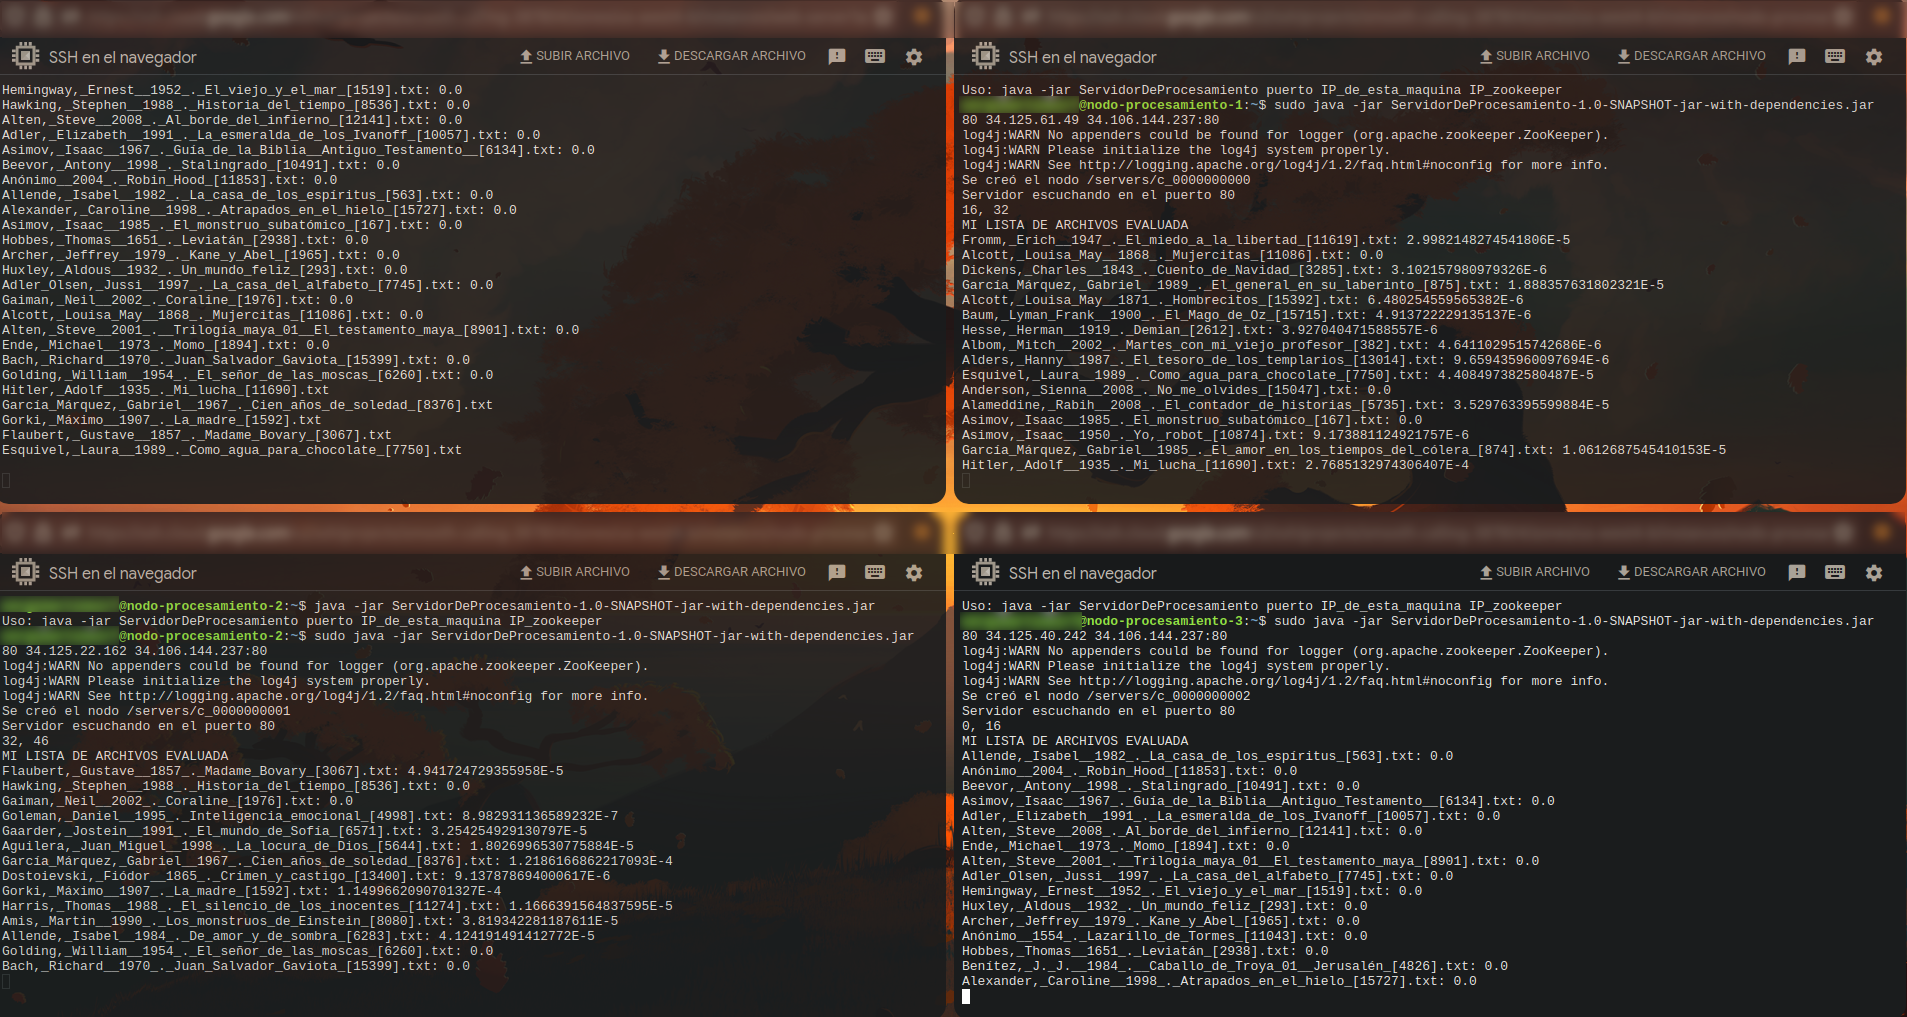 SSH en el navegador
SUBIR ARCHIVO
DESCARGAR ARCHIVO
Hemingway,_Ernest__1952_._El_viejo_y_el_mar_[1519].txt: 0.0
Hawking,_Stephen__1988_._Historia_del_tiempo_[8536].txt: 0.0
Alten,_Steve__2008_._Al_borde_del_infierno_[12141].txt: 0.0
Adler,_Elizabeth__1991_._La_esmeralda_de_los_Ivanoff_[10057].txt: 0.0
Asimov,_Isaac__1967_._Guía_de_la_Biblia__Antiguo_Testamento__[6134].txt: 0.0
Beevor,_Antony__1998_._Stalingrado_[10491].txt: 0.0
Anónimo__2004_._Robin_Hood_[11853].txt: 0.0
Allende,_Isabel__1982_._La_casa_de_los_espíritus_[563].txt: 0.0
Alexander,_Caroline__1998_._Atrapados_en_el_hielo_[15727].txt: 0.0
Asimov,_Isaac__1985_._El_monstruo_subatómico_[167].txt: 0.0
Hobbes,_Thomas__1651_._Leviatán_[2938].txt: 0.0
Archer,_Jeffrey__1979_._Kane_y_Abel_[1965].txt: 0.0
Huxley,_Aldous__1932_._Un_mundo_feliz_[293].txt: 0.0
Adler_Olsen,_Jussi__1997_._La_casa_del_alfabeto_[7745].txt: 0.0
Gaiman,_Neil__2002_._Coraline_[1976].txt: 0.0
Alcott,_Louisa_May__1868_._Mujercitas_[11086].txt: 0.0
Alten,_Steve__2001_.__Trilogía_maya_01__El_testamento_maya_[8901].txt: 0.0
Ende,_Michael__1973_._Momo_[1894].txt: 0.0
Bach,_Richard__1970_._Juan_Salvador_Gaviota_[15399].txt: 0.0
Golding,_William__1954_._El_señor_de_las_moscas_[6260].txt: 0.0
Hitler,_Adolf__1935_._Mi_lucha_[11690].txt
García_Márquez,_Gabriel__1967_._Cien_años_de_soledad_[8376].txt
Gorki,_Máximo__1907_._La_madre_[1592].txt
Flaubert,_Gustave__1857_._Madame_Bovary_[3067].txt
Esquivel,_Laura__1989_._Como_agua_para_chocolate_[7750].txt
SSH en el navegador
SUBIR ARCHIVO
DESCARGAR ARCHIVO
Uso: java -jar ServidorDeProcesamiento puerto IP_de_esta_maquina IP_zookeeper
@nodo-procesamiento-1:~$ sudo java -jar ServidorDeProcesamiento-1.0-SNAPSHOT-jar-with-dependencies.jar
80 34.125.61.49 34.106.144.237:80
log4j:WARN No appenders could be found for logger (org.apache.zookeeper.ZooKeeper).
log4j:WARN Please initialize the log4j system properly.
log4j:WARN See http://logging.apache.org/log4j/1.2/faq.html#noconfig for more info.
Se creó el nodo /servers/c_0000000000
Servidor escuchando en el puerto 80
16, 32
MI LISTA DE ARCHIVOS EVALUADA
Fromm,_Erich__1947_._El_miedo_a_la_libertad_[11619].txt: 2.9982148274541806E-5
Alcott,_Louisa_May__1868_._Mujercitas_[11086].txt: 0.0
Dickens,_Charles__1843_._Cuento_de_Navidad_[3285].txt: 3.102157980979326E-6
García_Márquez,_Gabriel__1989_._El_general_en_su_laberinto_[875].txt: 1.888357631802321E-5
Alcott,_Louisa_May__1871_._Hombrecitos_[15392].txt: 6.480254559565382E-6
Baum,_Lyman_Frank__1900_._El_Mago_de_Oz_[15715].txt: 4.913722229135137E-6
Hesse,_Herman__1919_._Demian_[2612].txt: 3.927040471588557E-6
Albom,_Mitch__2002_._Martes_con_mi_viejo_profesor_[382].txt: 4.6411029515742686E-6
Alders,_Hanny__1987_._El_tesoro_de_los_templarios_[13014].txt: 9.659435960097694E-6
Esquivel,_Laura__1989_._Como_agua_para_chocolate_[7750].txt: 4.408497382580487E-5
Anderson,_Sienna__2008_._No_me_olvides_[15047].txt: 0.0
Alameddine,_Rabih__2008_._El_contador_de_historias_[5735].txt: 3.529763395599884E-5
Asimov,_Isaac__1985_._El_monstruo_subatómico_[167].txt: 0.0
Asimov,_Isaac__1950_._Yo,_robot_[10874].txt: 9.173881124921757E-6
García_Márquez,_Gabriel__1985_._El_amor_en_los_tiempos_del_cólera_[874].txt: 1.0612687545410153E-5
Hitler,_Adolf__1935_._Mi_lucha_[11690].txt: 2.7685132974306407E-4
SSH en el navegador
SUBIR ARCHIVO
DESCARGAR ARCHIVO
@nodo-procesamiento-2:~$ java -jar ServidorDeProcesamiento-1.0-SNAPSHOT-jar-with-dependencies.jar
Uso: java -jar ServidorDeProcesamiento puerto IP_de_esta_maquina IP_zookeeper
@nodo-procesamiento-2:~$ sudo java -jar ServidorDeProcesamiento-1.0-SNAPSHOT-jar-with-dependencies.jar
80 34.125.22.162 34.106.144.237:80
log4j:WARN No appenders could be found for logger (org.apache.zookeeper.ZooKeeper).
log4j:WARN Please initialize the log4j system properly.
log4j:WARN See http://logging.apache.org/log4j/1.2/faq.html#noconfig for more info.
Se creó el nodo /servers/c_0000000001
Servidor escuchando en el puerto 80
32, 46
MI LISTA DE ARCHIVOS EVALUADA
Flaubert,_Gustave__1857_._Madame_Bovary_[3067].txt: 4.941724729355958E-5
Hawking,_Stephen__1988_._Historia_del_tiempo_[8536].txt: 0.0
Gaiman,_Neil__2002_._Coraline_[1976].txt: 0.0
Goleman,_Daniel__1995_._Inteligencia_emocional_[4998].txt: 8.982931136589232E-7
Gaarder,_Jostein__1991_._El_mundo_de_Sofía_[6571].txt: 3.254254929130797E-5
Aguilera,_Juan_Miguel__1998_._La_locura_de_Dios_[5644].txt: 1.8026996530775884E-5
García_Márquez,_Gabriel__1967_._Cien_años_de_soledad_[8376].txt: 1.2186166862217093E-4
Dostoievski,_Fiódor__1865_._Crimen_y_castigo_[13400].txt: 9.137878694000617E-6
Gorki,_Máximo__1907_._La_madre_[1592].txt: 1.1499662090701327E-4
Harris,_Thomas__1988_._El_silencio_de_los_inocentes_[11274].txt: 1.1666391564837595E-5
Amis,_Martin__1990_._Los_monstruos_de_Einstein_[8080].txt: 3.819342281187611E-5
Allende,_Isabel__1984_._De_amor_y_de_sombra_[6283].txt: 4.124191491412772E-5
Golding,_William__1954_._El_señor_de_las_moscas_[6260].txt: 0.0
Bach,_Richard__1970_._Juan_Salvador_Gaviota_[15399].txt: 0.0
SSH en el navegador
SUBIR ARCHIVO
DESCARGAR ARCHIVO
Uso: java -jar ServidorDeProcesamiento puerto IP_de_esta_maquina IP_zookeeper
@nodo-procesamiento-3:~$ sudo java -jar ServidorDeProcesamiento-1.0-SNAPSHOT-jar-with-dependencies.jar
80 34.125.40.242 34.106.144.237:80
log4j:WARN No appenders could be found for logger (org.apache.zookeeper.ZooKeeper).
log4j:WARN Please initialize the log4j system properly.
log4j:WARN See http://logging.apache.org/log4j/1.2/faq.html#noconfig for more info.
Se creó el nodo /servers/c_0000000002
Servidor escuchando en el puerto 80
0, 16
MI LISTA DE ARCHIVOS EVALUADA
Allende,_Isabel__1982_._La_casa_de_los_espíritus_[563].txt: 0.0
Anónimo__2004_._Robin_Hood_[11853].txt: 0.0
Beevor,_Antony__1998_._Stalingrado_[10491].txt: 0.0
Asimov,_Isaac__1967_._Guía_de_la_Biblia__Antiguo_Testamento__[6134].txt: 0.0
Adler,_Elizabeth__1991_._La_esmeralda_de_los_Ivanoff_[10057].txt: 0.0
Alten,_Steve__2008_._Al_borde_del_infierno_[12141].txt: 0.0
Ende,_Michael__1973_._Momo_[1894].txt: 0.0
Alten,_Steve__2001_.__Trilogía_maya_01__El_testamento_maya_[8901].txt: 0.0
Adler_Olsen,_Jussi__1997_._La_casa_del_alfabeto_[7745].txt: 0.0
Hemingway,_Ernest__1952_._El_viejo_y_el_mar_[1519].txt: 0.0
Huxley,_Aldous__1932_._Un_mundo_feliz_[293].txt: 0.0
Archer,_Jeffrey__1979_._Kane_y_Abel_[1965].txt: 0.0
Anónimo__1554_._Lazarillo_de_Tormes_[11043].txt: 0.0
Hobbes,_Thomas__1651_._Leviatán_[2938].txt: 0.0
Benítez,_J._J.__1984_.__Caballo_de_Troya_01__Jerusalén_[4826].txt: 0.0
Alexander,_Caroline__1998_._Atrapados_en_el_hielo_[15727].txt: 0.0